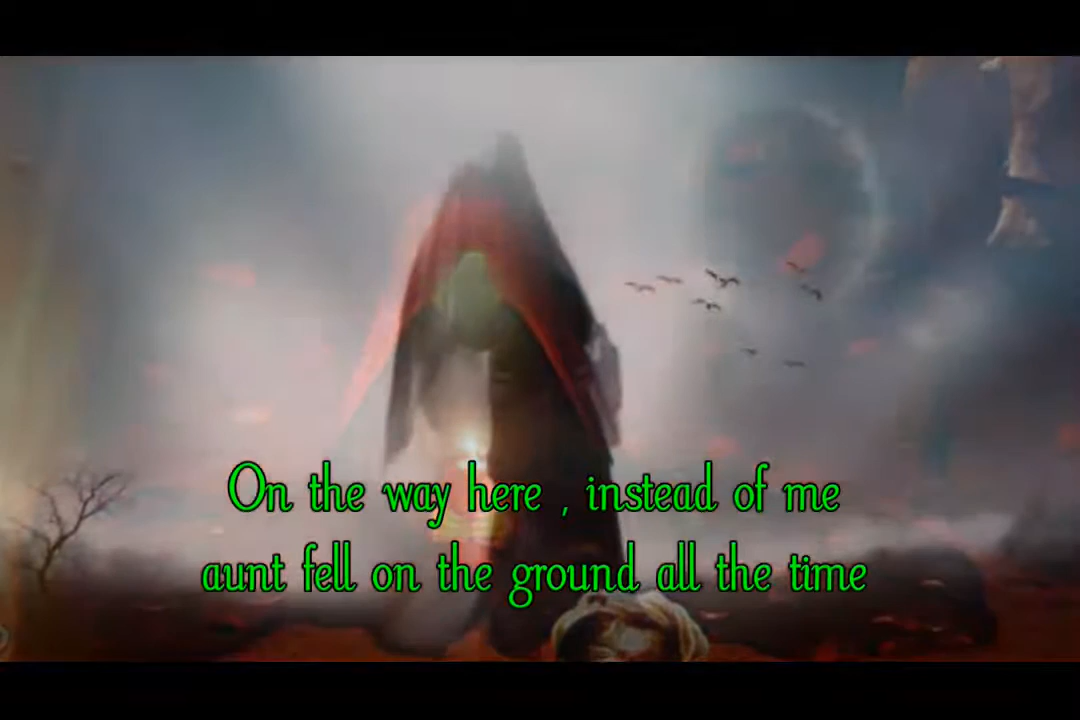 On the way here , instead of me
aunt fell on the ground all the time